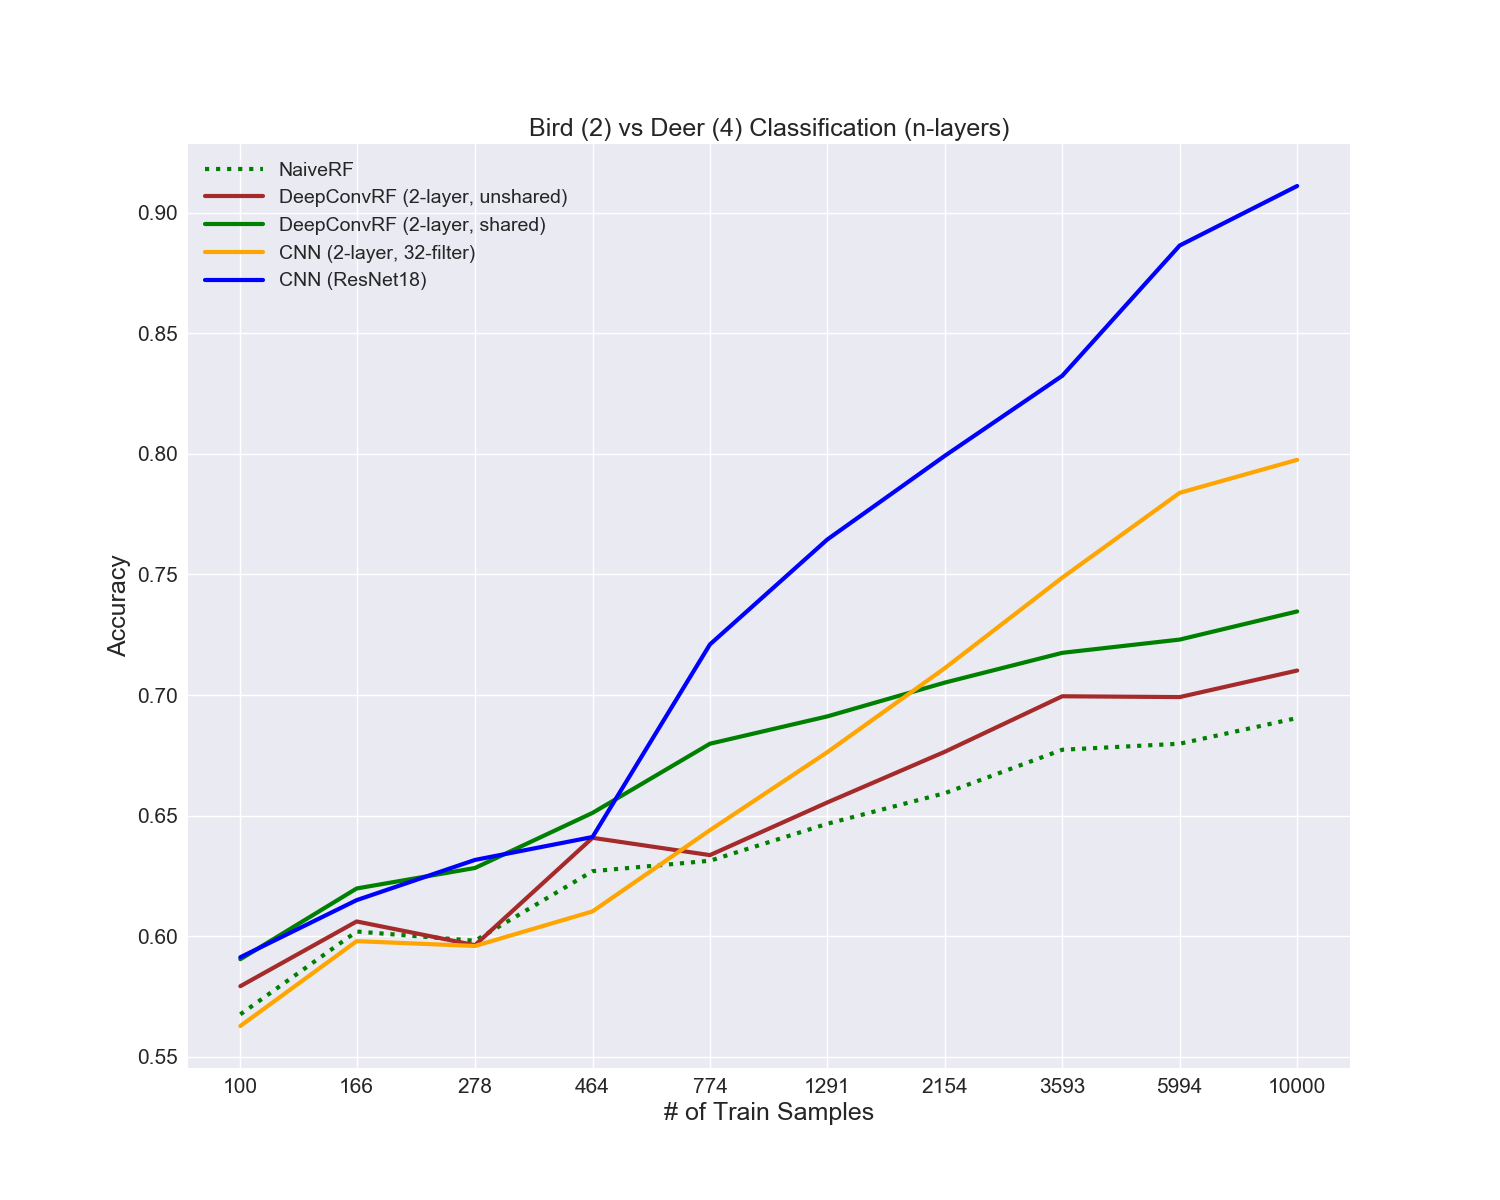 Bird (2) vs Deer (4) Classification (n-layers)
NaiveRF
DeepConvRF (2-layer, unshared)
DeepConvRF (2-layer, shared)
CNN (2-layer, 32-filter)
CNN (ResNet18)
0.90
0.85
0.80
0.75
0.70
0.65
0.60
0.55
Accuracy
100 166 278 464 774 1291 2154 3593 5994 10000
# of Train Samples